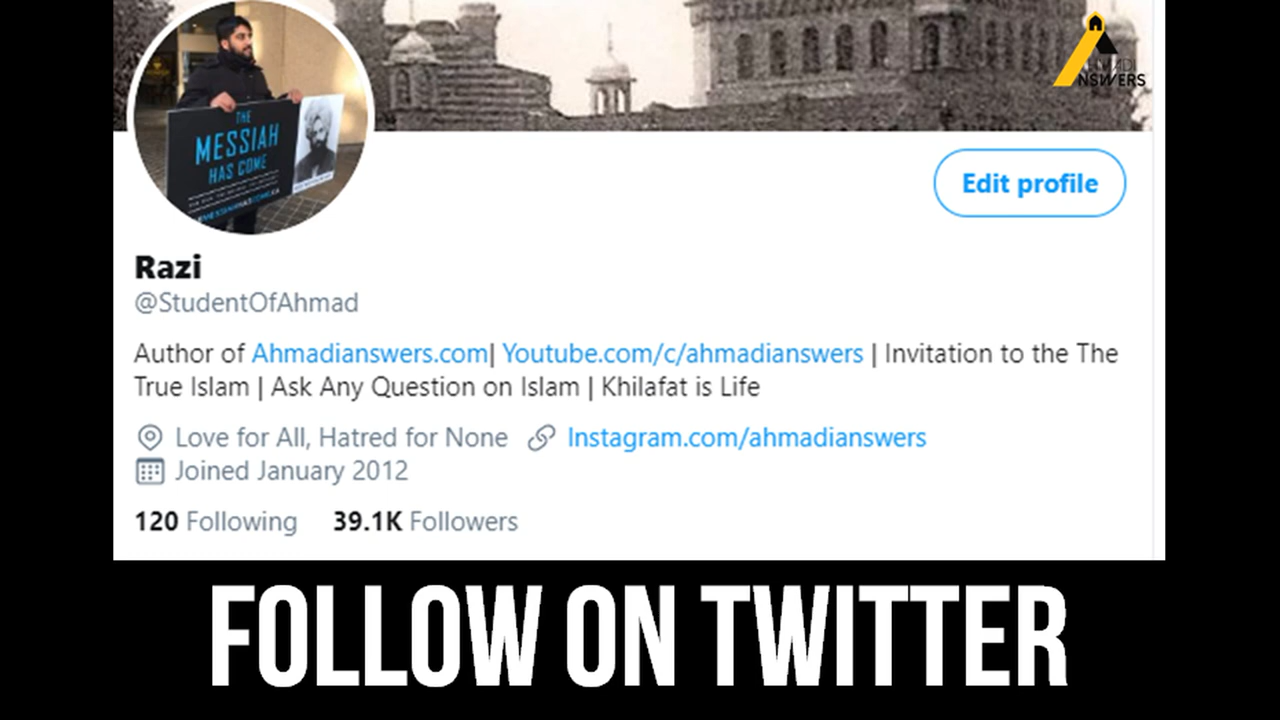 AHMADI
ANSWERS
THE
MESSIAH
HAS COME
Edit profile
Razi
@StudentOfAhmad
Author of Ahmadianswers.com| Youtube.com/c/ahmadianswers | Invitation to the The
True Islam | Ask Any Question on Islam | Khilafat is Life
Love for All, Hatred for None Instagram.com/ahmadianswers
Joined January 2012
120 Following 39.1K Followers
FOLLOW ON TWITTER